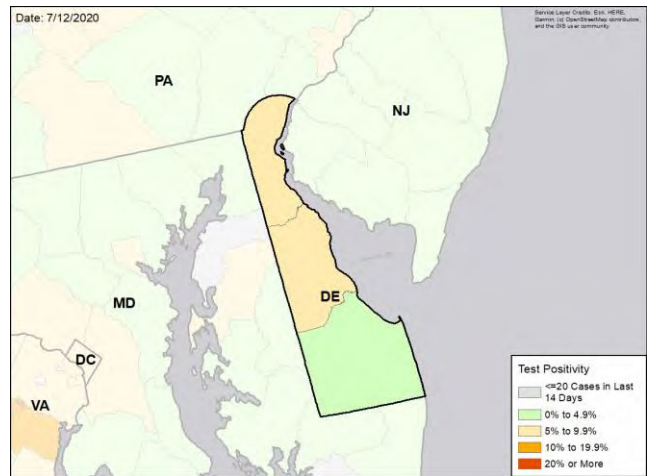 Date: 7/12/2020
Service Layer Credits: Esri, HERE,
Garmin, (c) OpenStreetMap contributors,
and the GIS user community
PA
NJ
DE
MD
DC
VA
Test Positivity
<=20 Cases in Last
14 Days
0% to 4.9%
5% to 9.9%
10% to 19.9%
20% or More